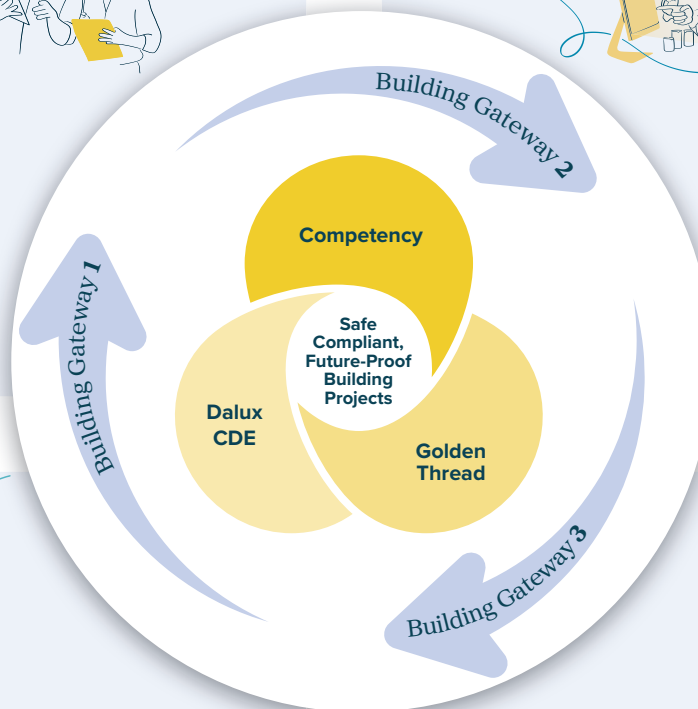 Building Gateway 2
Competency
Building Gateway 1
Safe
Compliant,
Future-Proof
Building
Projects
Dalux
CDE
Golden
Thread
Building Gateway 3